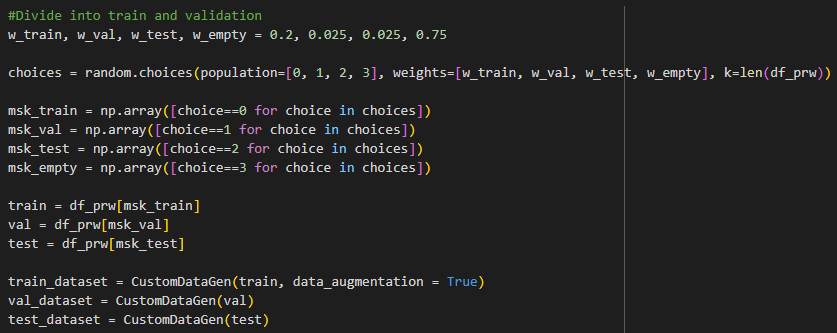 #Divide into train and validation
w_train, w_val, w_test, w_empty = 0.2, 0.025, 0.025, 0.75
choices = random.choices(population=[0, 1, 2, 3], weights=[w_train, w_val, w_test, w_empty], k=len(df_prw))
msk_train = np.array([choice==0 for choice in choices])
msk_val = np.array([choice==1 for choice in choices])
msk_test = np.array([choice==2 for choice in choices])
msk_empty = np.array([choice==3 for choice in choices])
train = df_prw[msk_train]
val = df_prw[msk_val]
test = df_prw[msk_test]
train_dataset = CustomDataGen(train, data_augmentation = True)
val_dataset = CustomDataGen(val)
test_dataset = CustomDataGen(test)